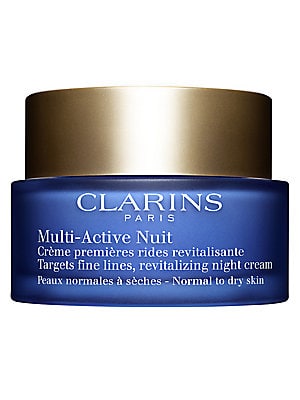 CLARINS
PARIS
Multi-Active Nuit
Crème premières rides revitalisante
Targets fine lines, revitalizing night cream
Peaux normales à sèches - Normal to dry skin